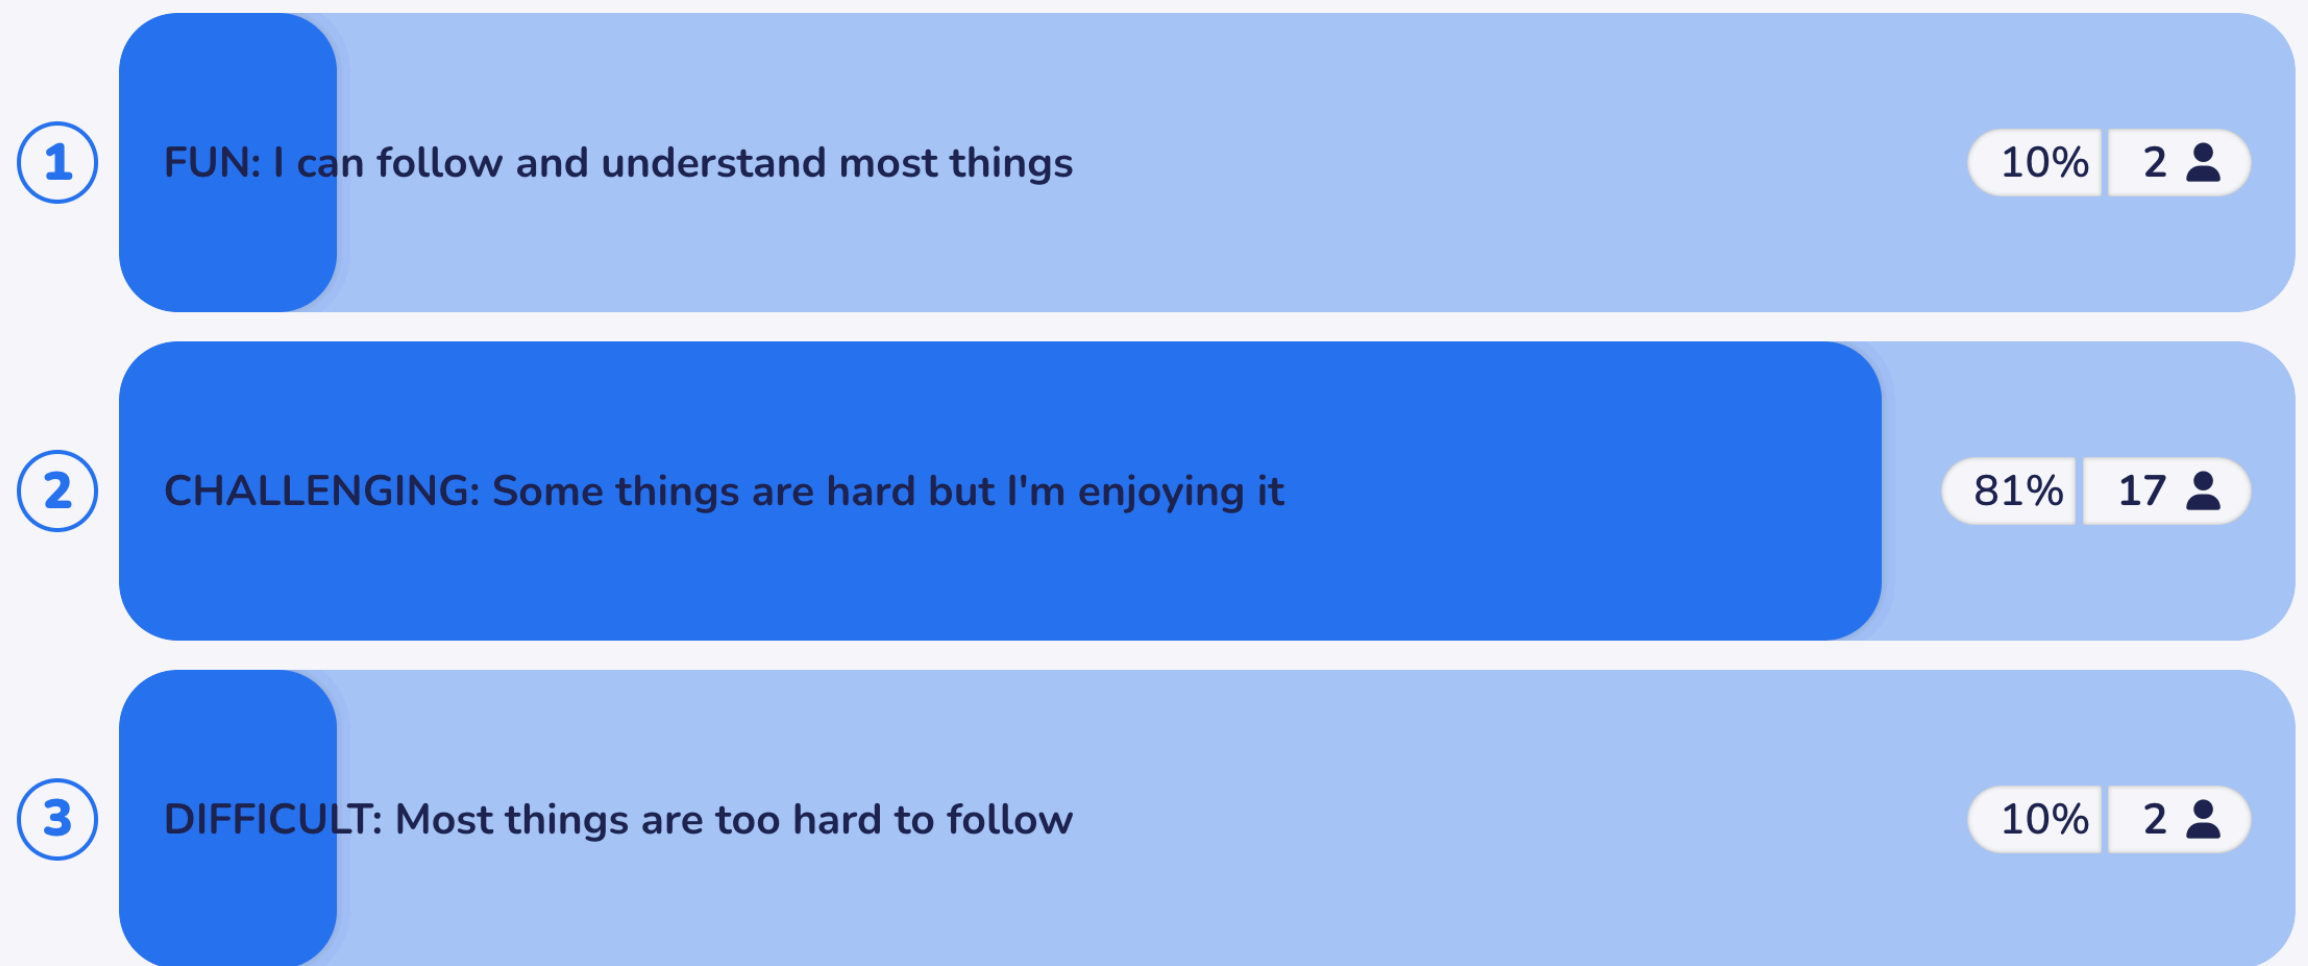 1 FUN: I can follow and understand most things 10% 2
2 CHALLENGING: Some things are hard but I'm enjoying it 81% 17
3 DIFFICULT: Most things are too hard to follow 10% 2